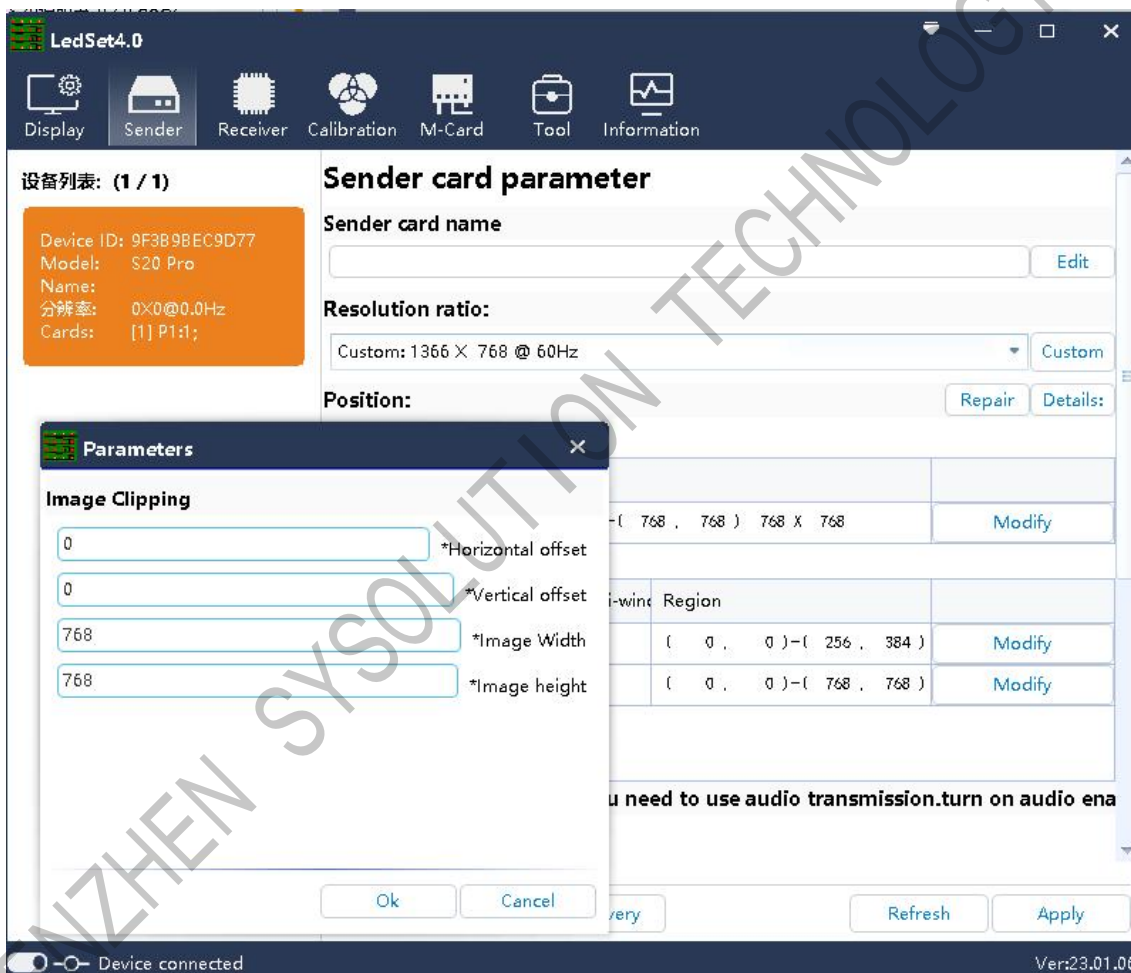 LedSet4.0
Display Sender Receiver Calibration M-Card Tool Information
设备列表: (1 / 1)
Device ID: 9F3B9BEC9D77
Model: S20 Pro
Name:
分辨率: 0X0@0.0Hz
Cards: [1] P1:1;
Sender card parameter
Sender card name
Edit
Resolution ratio:
Custom: 1366 X 768 @ 60Hz
Custom
Position:
Repair Details:
-( 768 , 768 ) 768 X 768 Modify
Region
( 0 , 0 )-( 256 , 384 ) Modify
( 0 , 0 )-( 768 , 768 ) Modify
need to use audio transmission.turn on audio ena
Refresh Apply
Parameters
Image Clipping
0 *Horizontal offset
0 *Vertical offset
768 *Image Width
768 *Image height
Ok Cancel
Device connected
Ver:23.01.06
ENZHEN SYSOLUTION TECHNOLOG